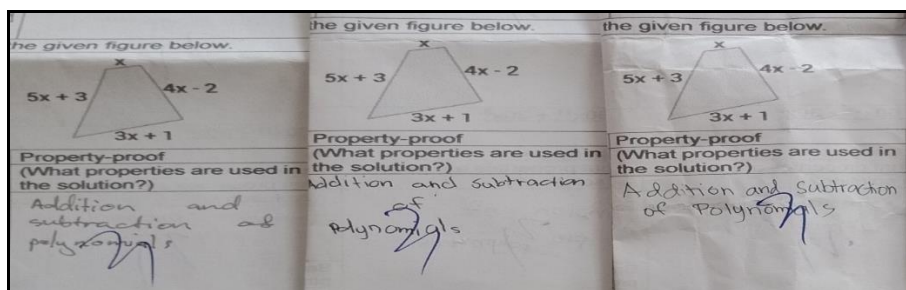 he given figure below.
x
5x + 3
4x - 2
3x + 1
Property-proof
(What properties are used in
the solution?)
Addition and
subtraction of
polynomials
the given figure below.
x
5x + 3
4x - 2
3x + 1
Property-proof
(What properties are used in
the solution?)
Addition and subtraction
of
polynomials
the given figure below.
x
5x + 3
4x - 2
3x + 1
Property-proof
(What properties are used in
the solution?)
Addition and subtraction
of Polynomials